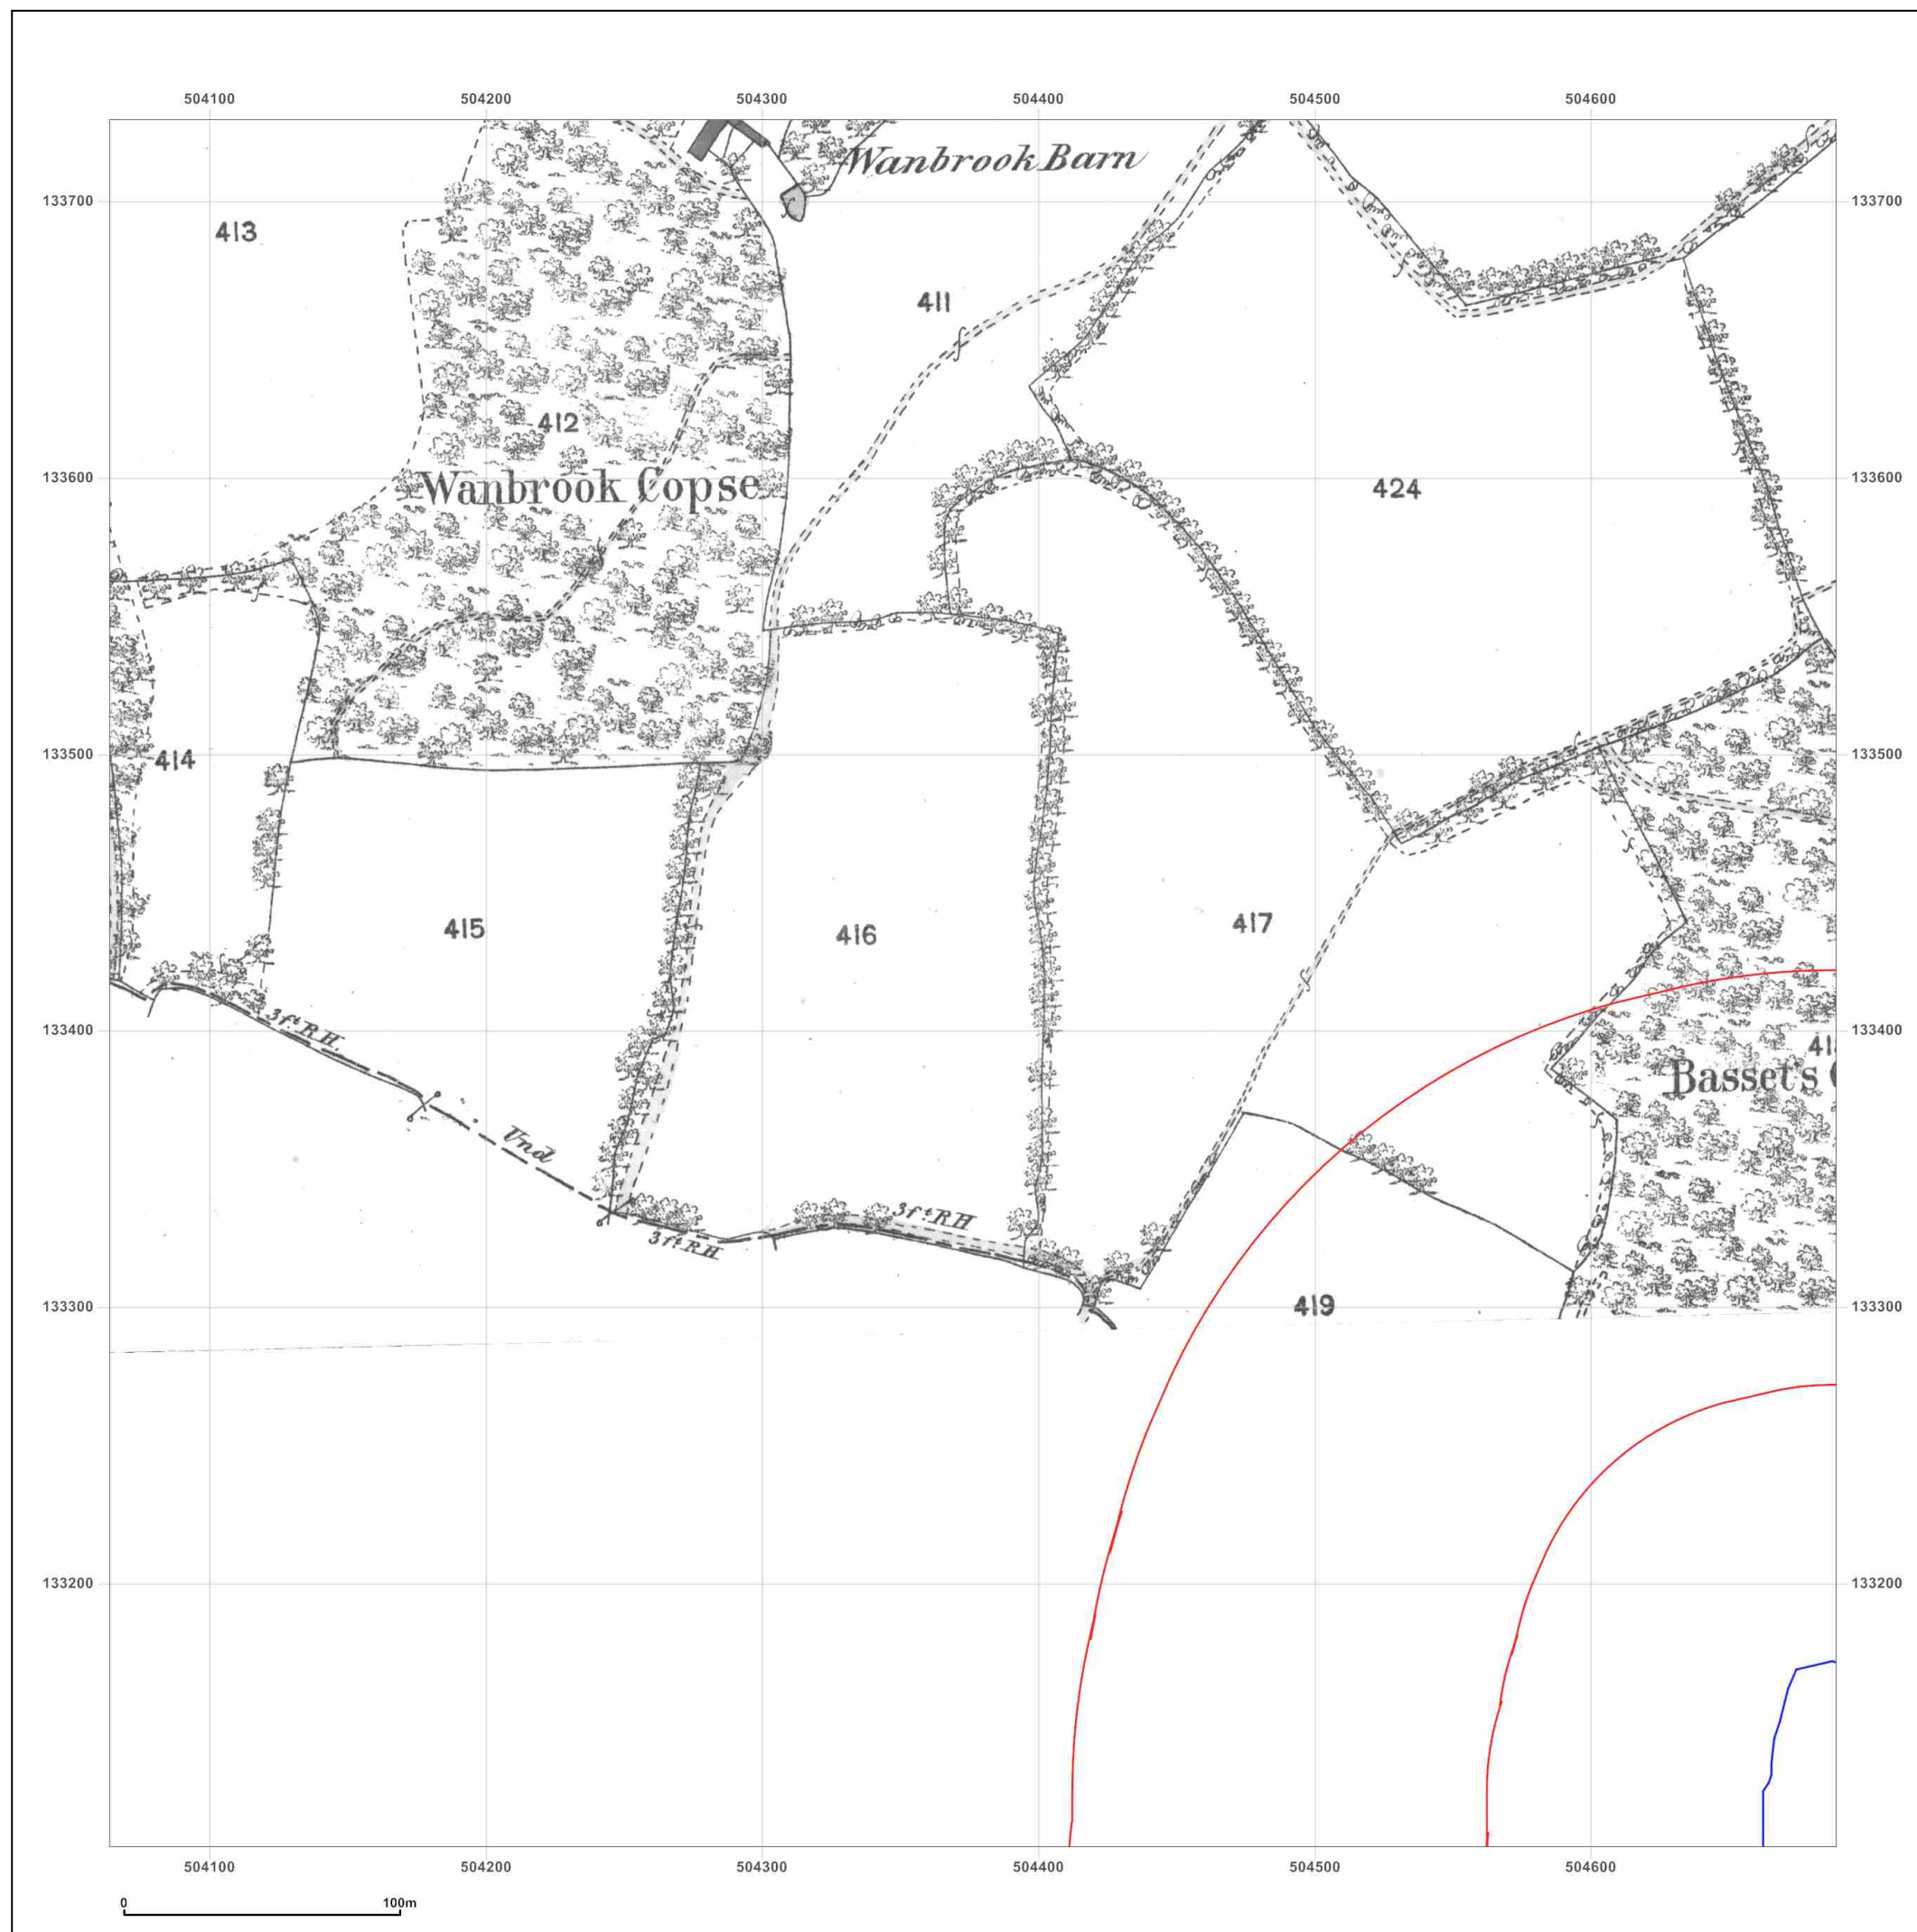 504100 504200 504300 504400 504500 504600
Wanbrook Barn
133700 133700
413
411
412
Wanbrook Copse
133600 133600
424
133500 133500
414
415
416
417
3ft R.H.
133400 133400
Basset's
Und
3ft R H
3ft R H
133300 133300
419
133200 133200
504100 504200 504300 504400 504500 504600
0 100m